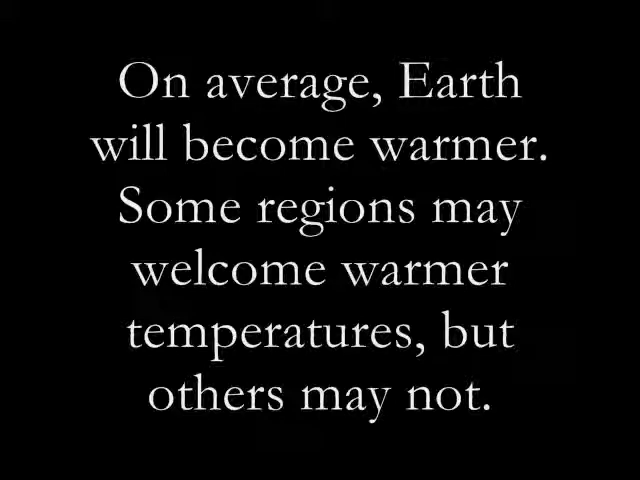 On average, Earth
will become warmer.
Some regions may
welcome warmer
temperatures, but
others may not.